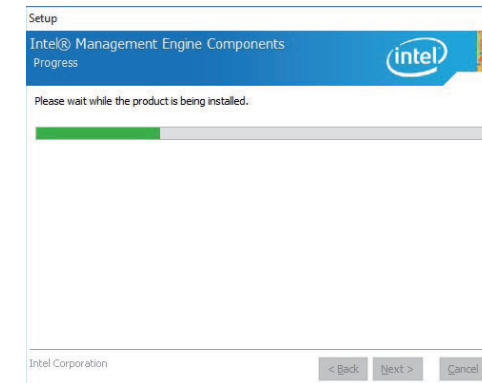 Setup
Intel® Management Engine Components
Progress
intel
Please wait while the product is being installed.
Intel Corporation
< Back
Next >
Cancel